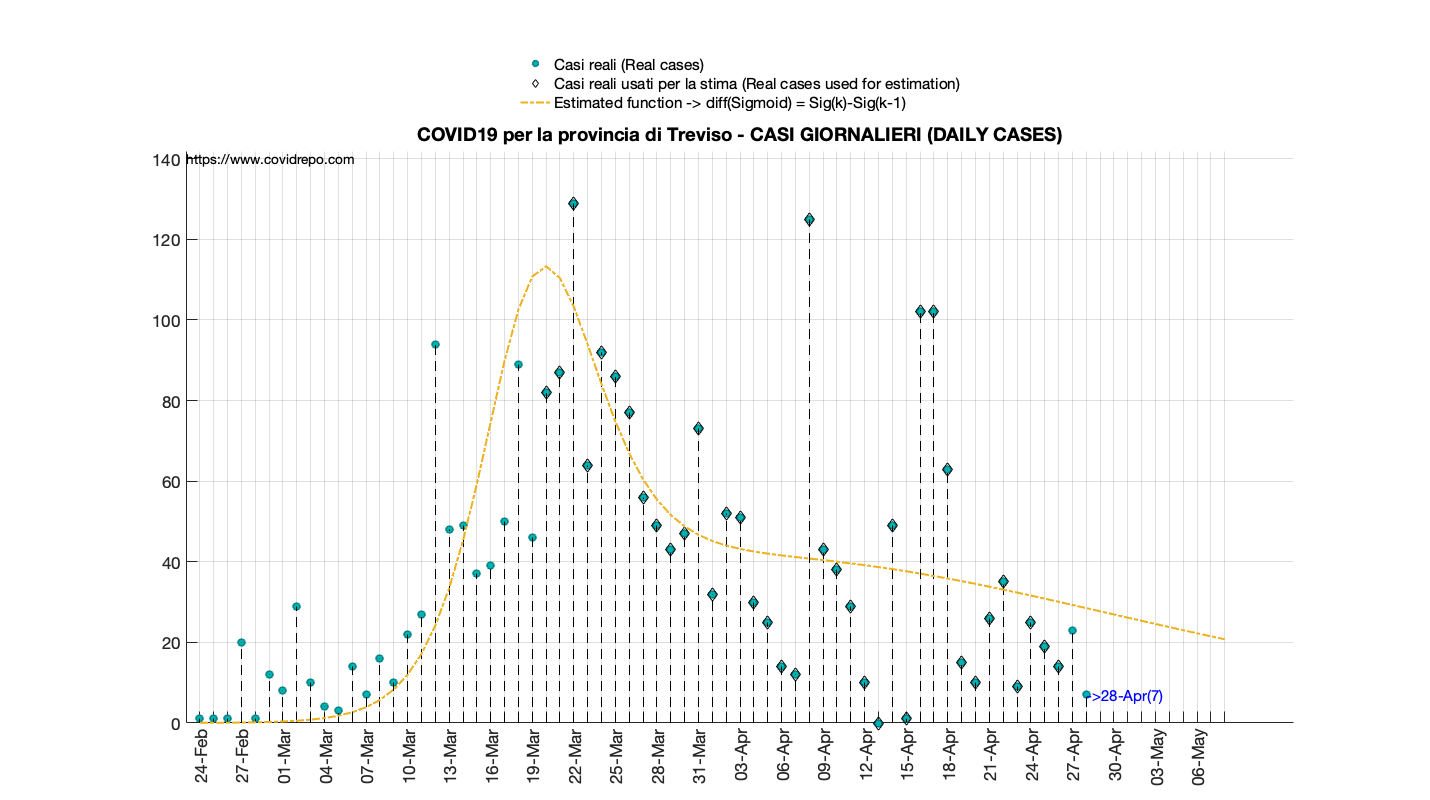 Casi reali (Real cases)
Casi reali usati per la stima (Real cases used for estimation)
Estimated function -> diff(Sigmoid) = Sig(k)-Sig(k-1)
COVID19 per la provincia di Treviso - CASI GIORNALIERI (DAILY CASES)
https://www.covidrepo.com
140
120
100
80
60
40
20
0
->28-Apr(7)
24-Feb
27-Feb
01-Mar
04-Mar
07-Mar
10-Mar
13-Mar
16-Mar
19-Mar
22-Mar
25-Mar
28-Mar
31-Mar
03-Apr
06-Apr
09-Apr
12-Apr
15-Apr
18-Apr
21-Apr
24-Apr
27-Apr
30-Apr
03-May
06-May